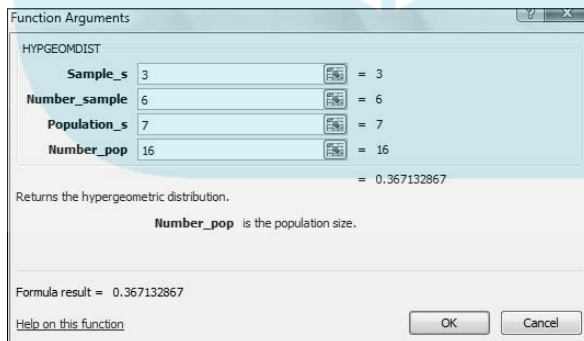 Function Arguments
HYPGEOMDIST
Sample_s 3 = 3
Number_sample 6 = 6
Population_s 7 = 7
Number_pop 16 = 16
= 0.367132867
Returns the hypergeometric distribution.
Number_pop is the population size.
Formula result = 0.367132867
Help on this function OK Cancel